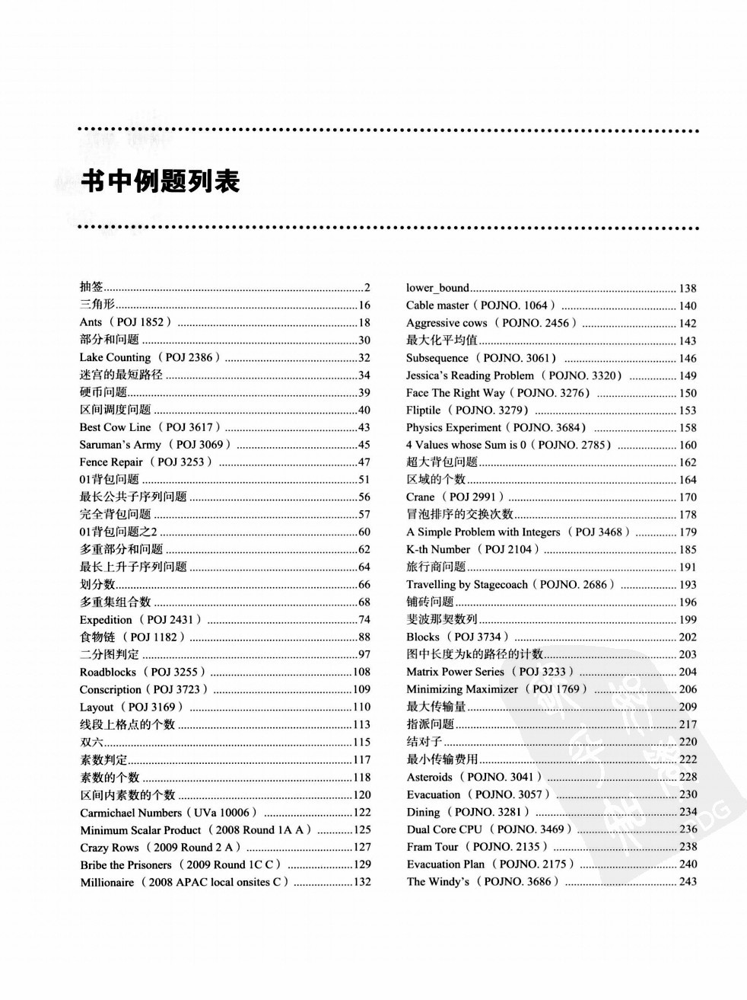 书中例题列表
抽签 2
三角形 16
Ants （POJ 1852） 18
部分和问题 30
Lake Counting （POJ 2386） 32
迷宫的最短路径 34
硬币问题 39
区间调度问题 40
Best Cow Line （POJ 3617） 43
Saruman's Army （POJ 3069） 45
Fence Repair （POJ 3253） 47
01背包问题 51
最长公共子序列问题 56
完全背包问题 57
01背包问题之2 60
多重部分和问题 62
最长上升子序列问题 64
划分数 66
多重集组合数 68
Expedition （POJ 2431） 74
食物链 （POJ 1182） 88
二分图判定 97
Roadblocks （POJ 3255） 108
Conscription（POJ 3723） 109
Layout （POJ 3169） 110
线段上格点的个数 113
双六 115
素数判定 117
素数的个数 118
区间内素数的个数 120
Carmichael Numbers（UVa 10006） 122
Minimum Scalar Product （2008 Round 1A A） 125
Crazy Rows （2009 Round 2 A） 127
Bribe the Prisoners （2009 Round 1C C） 129
Millionaire （2008 APAC local onsites C） 132
lower_bound 138
Cable master（POJNO. 1064） 140
Aggressive cows （POJNO. 2456） 142
最大化平均值 143
Subsequence （POJNO. 3061） 146
Jessica's Reading Problem （POJNO. 3320） 149
Face The Right Way（POJNO. 3276） 150
Fliptile （POJNO. 3279） 153
Physics Experiment（POJNO. 3684） 158
4 Values whose Sum is 0（POJNO. 2785） 160
超大背包问题 162
区域的个数 164
Crane （POJ 2991） 170
冒泡排序的交换次数 178
A Simple Problem with Integers （POJ 3468） 179
K-th Number （POJ 2104） 185
旅行商问题 191
Travelling by Stagecoach（POJNO. 2686） 193
铺砖问题 196
斐波那契数列 199
Blocks （POJ 3734） 202
图中长度为k的路径的计数 203
Matrix Power Series （POJ 3233） 204
Minimizing Maximizer （POJ 1769） 206
最大传输量 209
指派问题 217
结对子 220
最小传输费用 222
Asteroids （POJNO. 3041） 228
Evacuation （POJNO. 3057） 230
Dining （POJNO. 3281） 234
Dual Core CPU （POJNO. 3469） 236
Fram Tour （POJNO. 2135） 238
Evacuation Plan （POJNO. 2175） 240
The Windy's （POJNO. 3686） 243
PDG